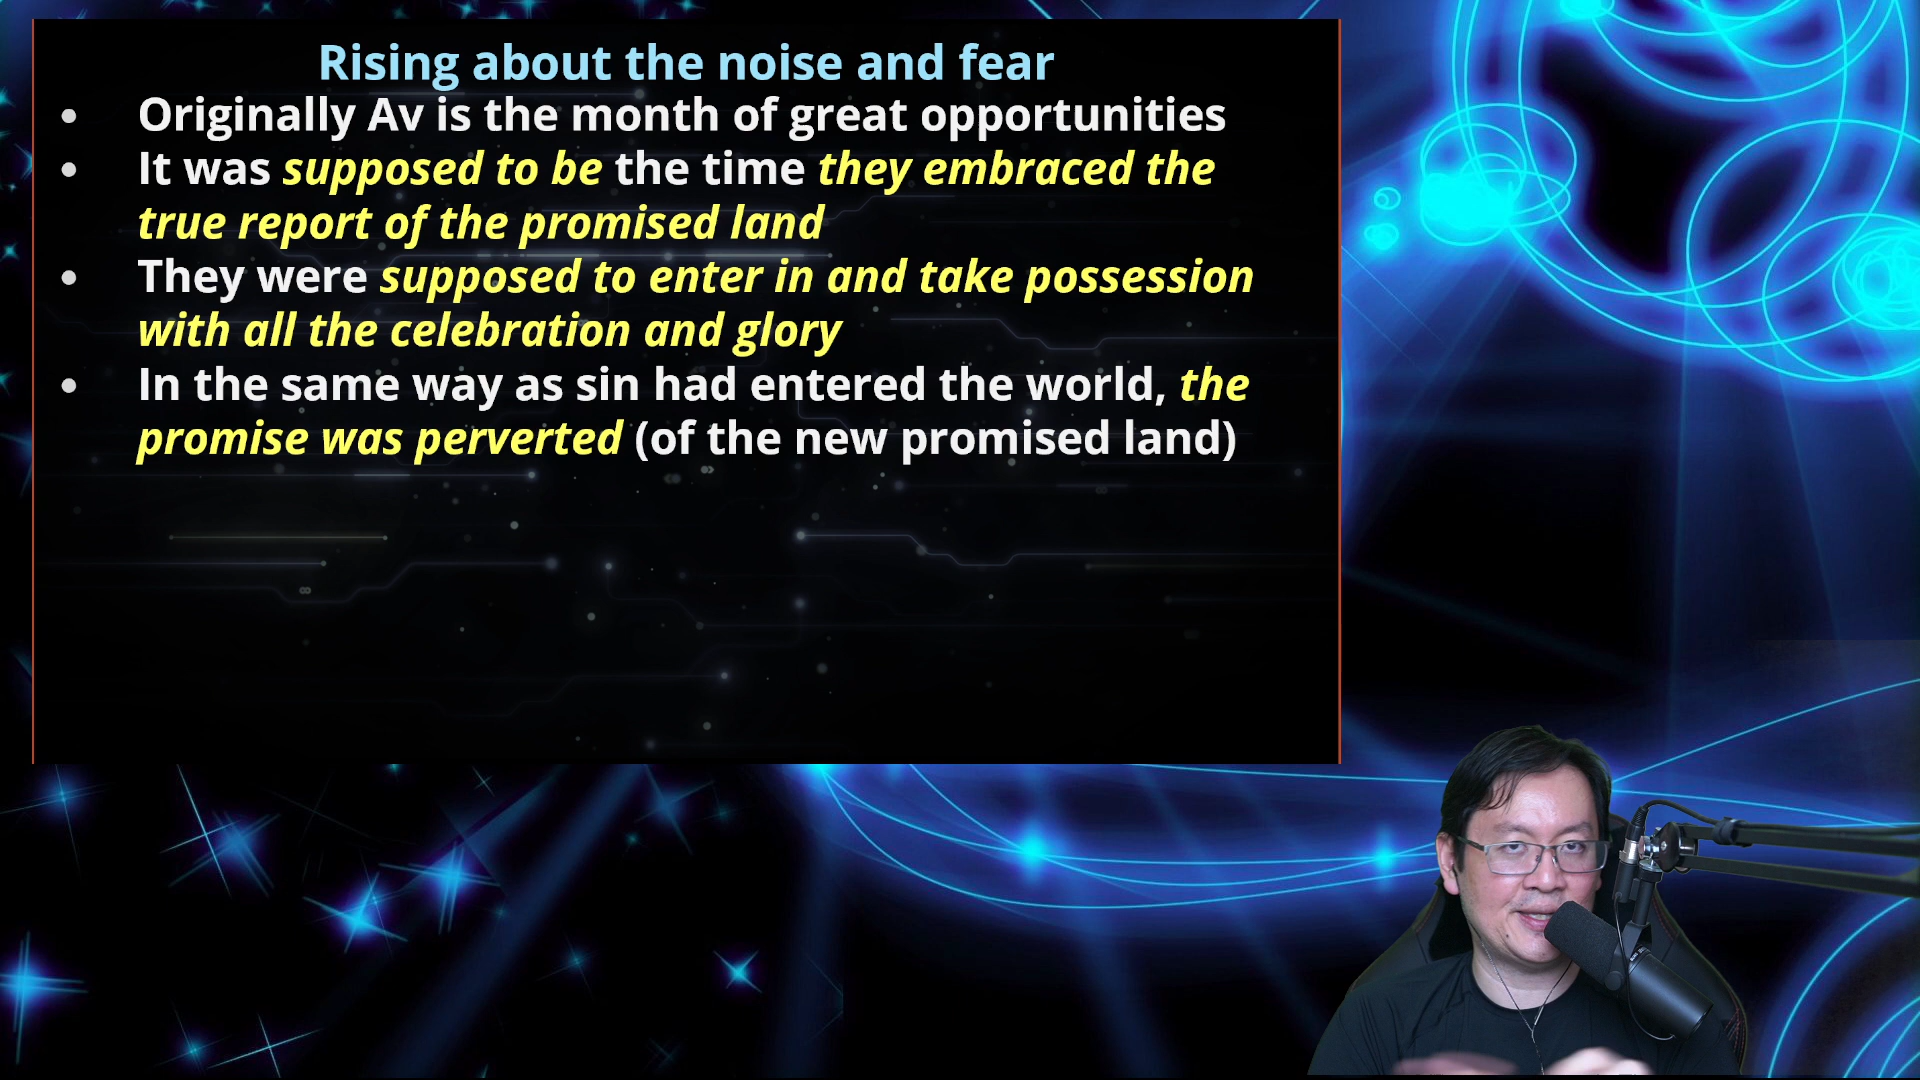 Rising about the noise and fear
• Originally Av is the month of great opportunities
• It was supposed to be the time they embraced the
true report of the promised land
• They were supposed to enter in and take possession
with all the celebration and glory
• In the same way as sin had entered the world, the
promise was perverted (of the new promised land)